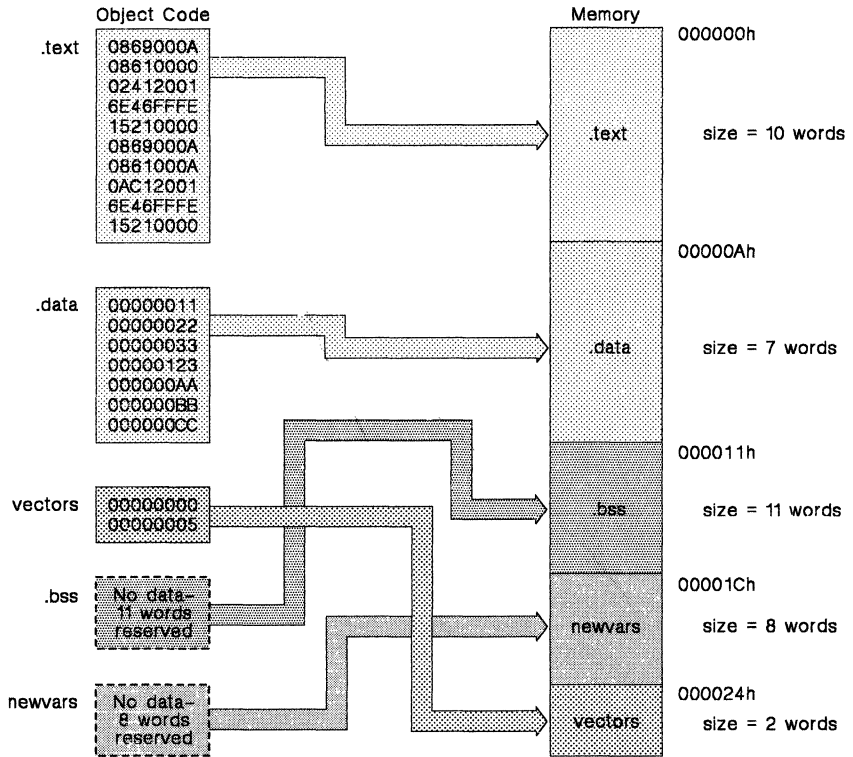 Object Code
.text
0869000A
08610000
02412001
6E46FFFE
15210000
0869000A
0861000A
0AC12001
6E46FFFE
15210000
.data
00000011
00000022
00000033
00000123
000000AA
000000BB
000000CC
vectors
00000000
00000005
.bss
No data-
11 words
reserved
newvars
No data-
8 words
reserved
Memory
000000h
.text
size = 10 words
00000Ah
.data
size = 7 words
000011h
.bss
size = 11 words
00001Ch
newvars
size = 8 words
000024h
vectors
size = 2 words